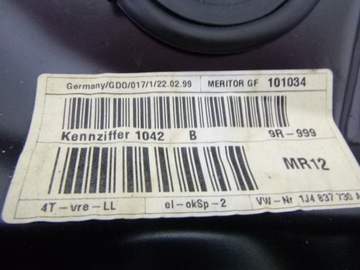 Germany/GDO/017/1/22.02.99 MERITOR GF 101034
Kennziffer 1042 B 9R-999
MR12
4T-vre-LL el-okSp-2 VW-Nr 1J4 837 730 A